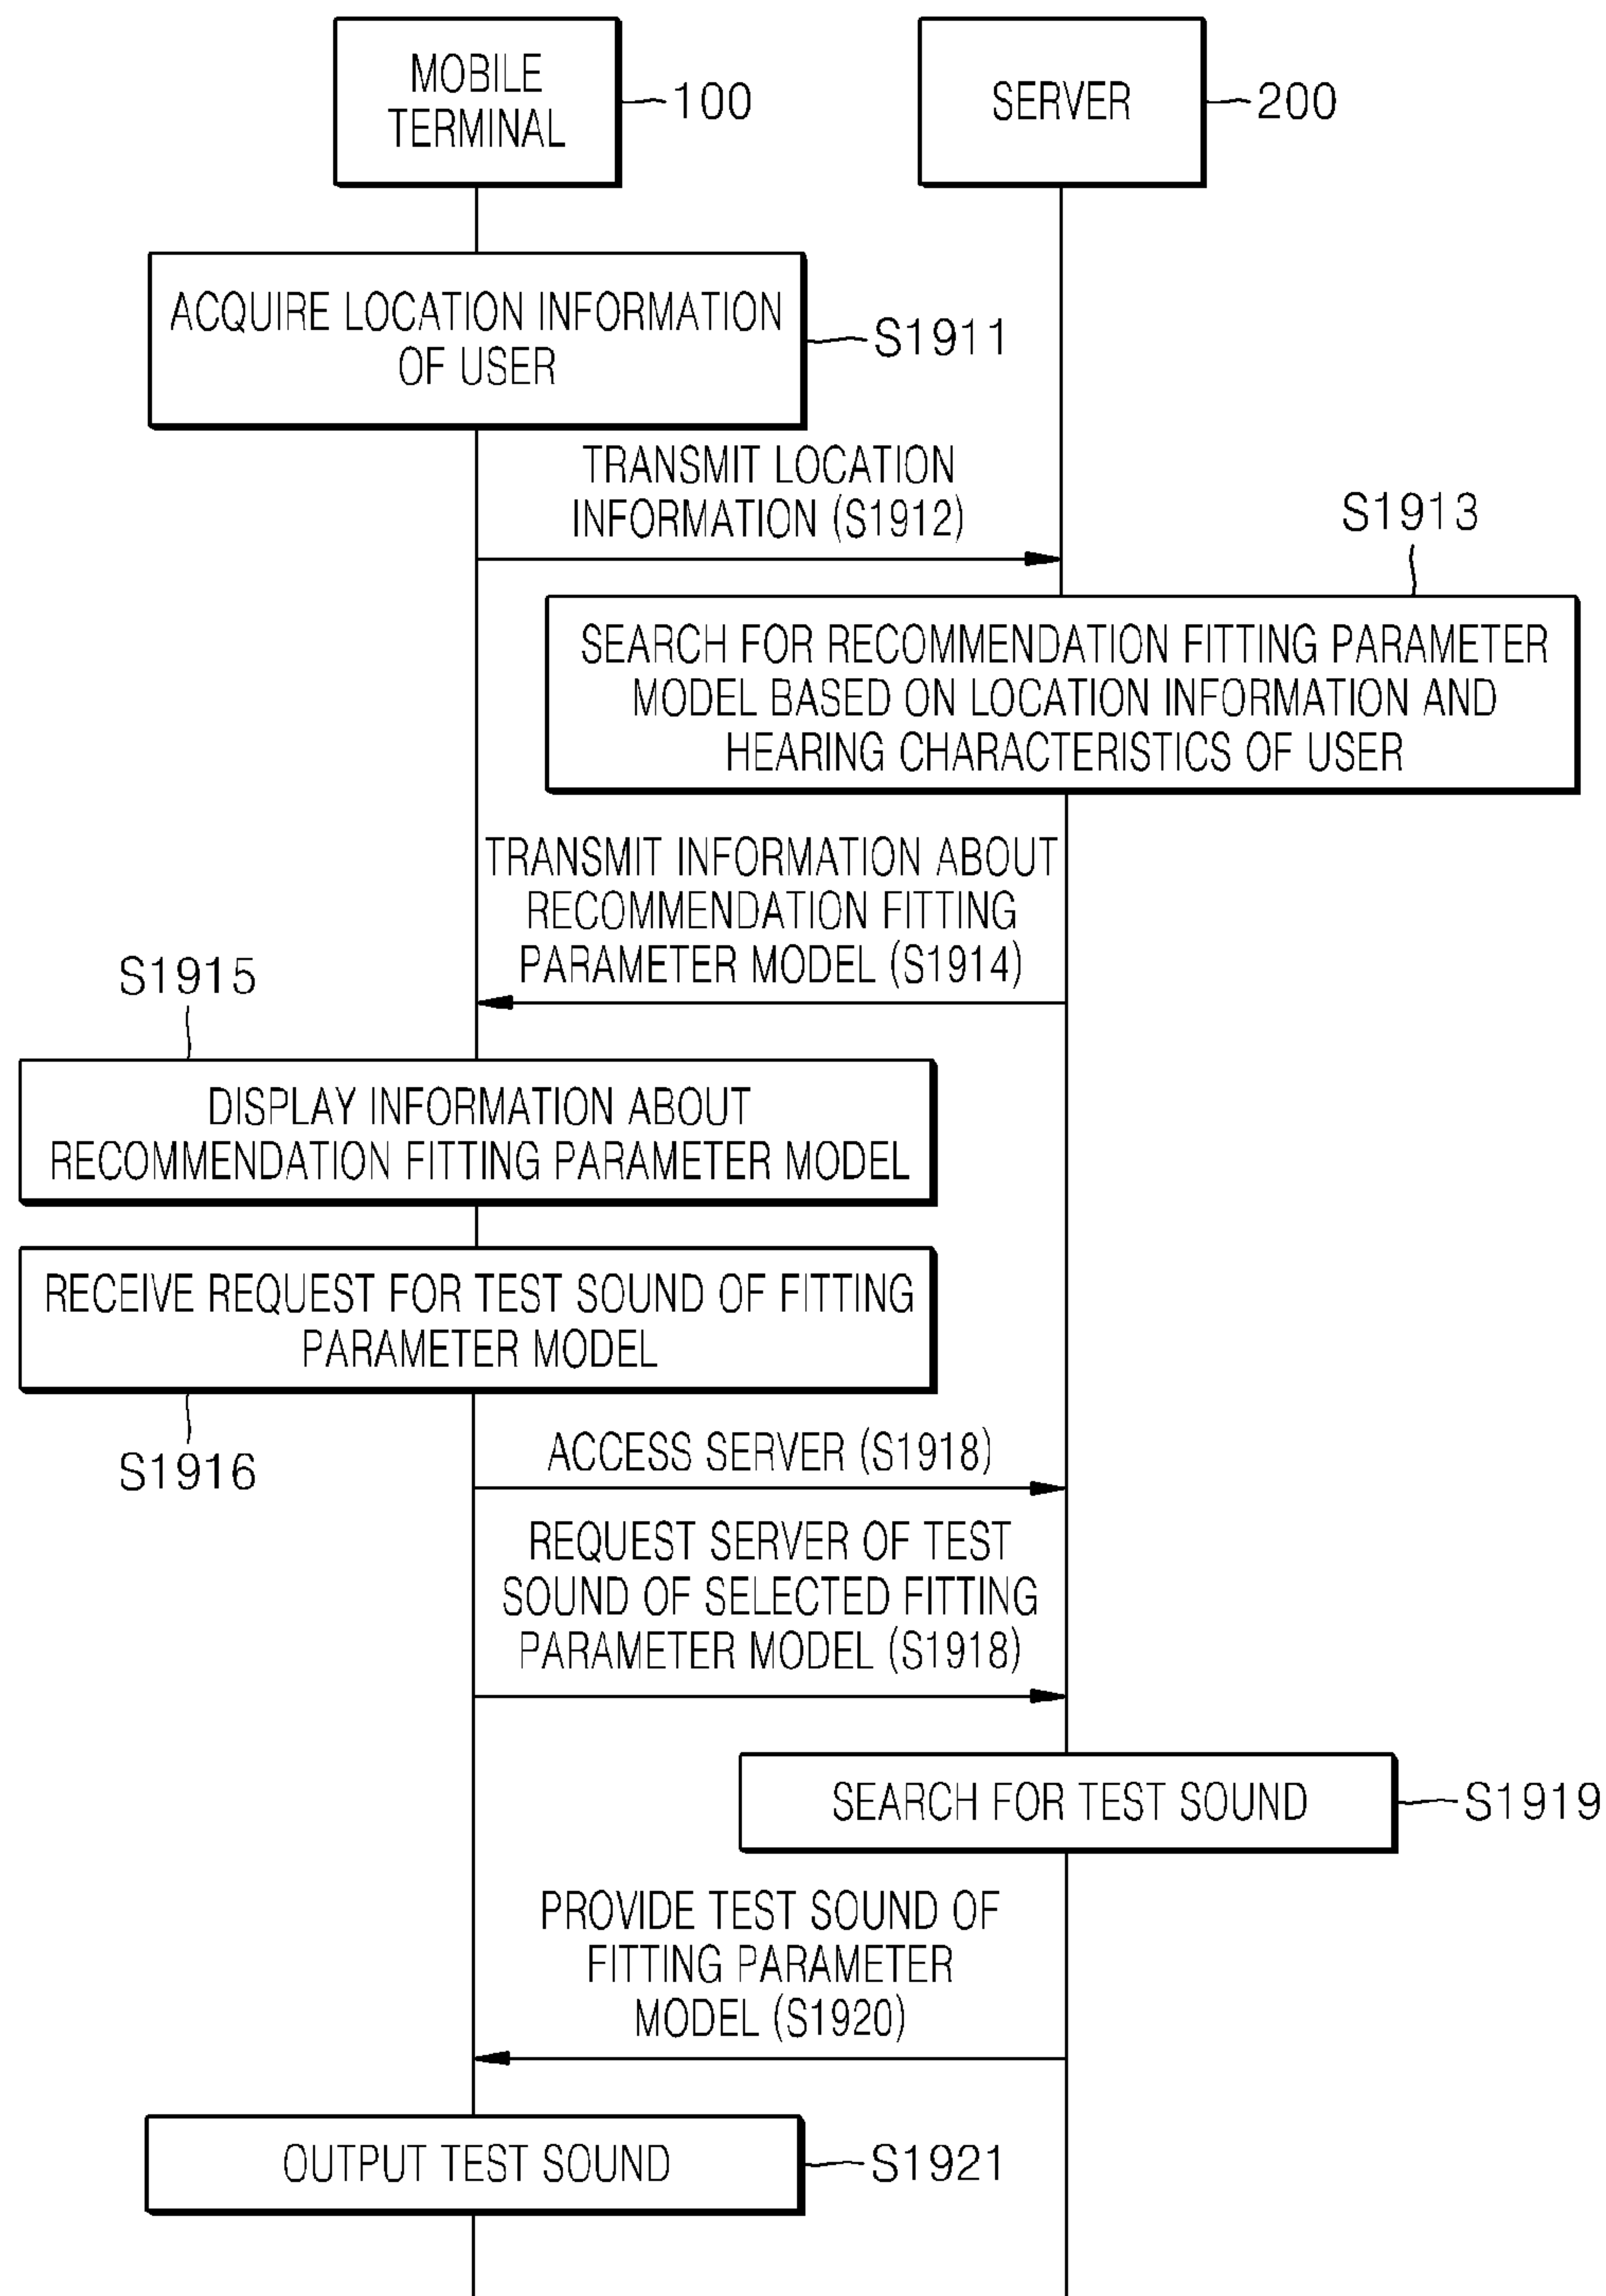 MOBILE
TERMINAL
100
SERVER
200
ACQUIRE LOCATION INFORMATION
OF USER
S1911
TRANSMIT LOCATION
INFORMATION (S1912)
S1913
SEARCH FOR RECOMMENDATION FITTING PARAMETER
MODEL BASED ON LOCATION INFORMATION AND
HEARING CHARACTERISTICS OF USER
TRANSMIT INFORMATION ABOUT
RECOMMENDATION FITTING
PARAMETER MODEL (S1914)
S1915
DISPLAY INFORMATION ABOUT
RECOMMENDATION FITTING PARAMETER MODEL
RECEIVE REQUEST FOR TEST SOUND OF FITTING
PARAMETER MODEL
S1916
ACCESS SERVER (S1918)
REQUEST SERVER OF TEST
SOUND OF SELECTED FITTING
PARAMETER MODEL (S1918)
SEARCH FOR TEST SOUND
S1919
PROVIDE TEST SOUND OF
FITTING PARAMETER
MODEL (S1920)
OUTPUT TEST SOUND
S1921